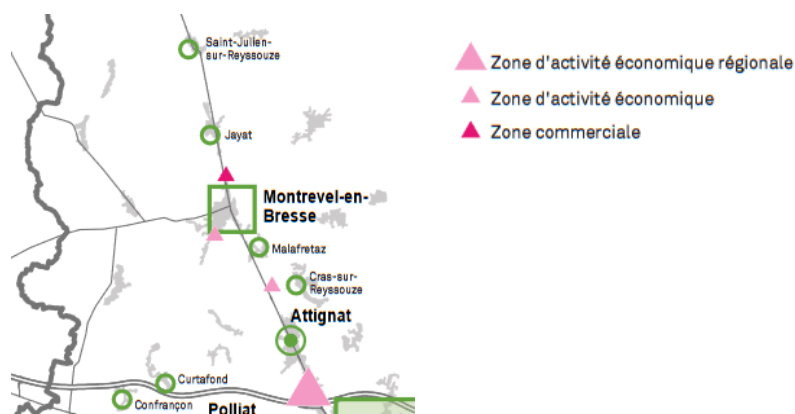 Saint-Julien-
sur-Reyssouze
Jayat
Montrevel-en-
Bresse
Malafretaz
Cras-sur-
Reyssouze
Attignat
Curtafond
Confrançon
Polliat
Zone d'activité économique régionale
Zone d'activité économique
Zone commerciale